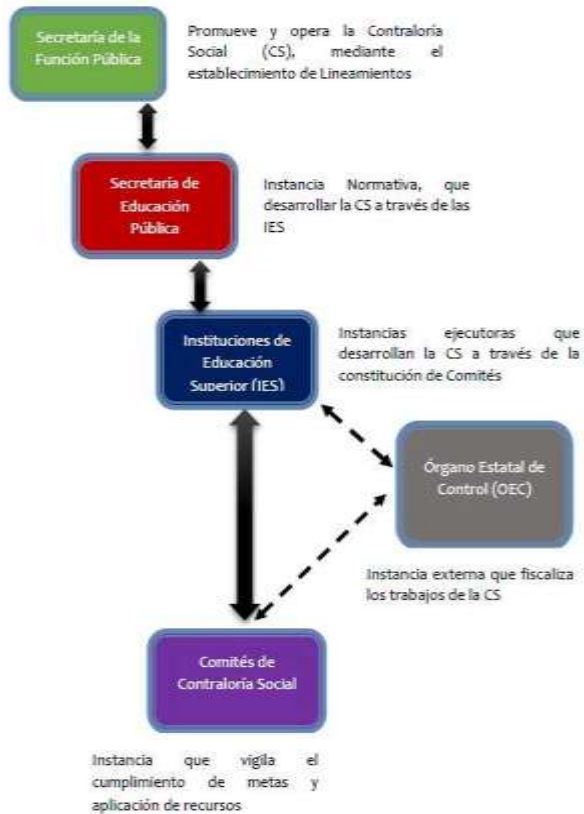 Secretaría de la
Función Pública
Promueve y opera la Contraloría
Social (CS), mediante el
establecimiento de Lineamientos
Secretaría de
Educación
Pública
Instancia Normativa, que
desarrollar la CS a través de las
IES
Instituciones de
Educación
Superior (IES)
Instancias ejecutoras que
desarrollan la CS a través de la
constitución de Comités
Órgano Estatal de
Control (OEC)
Instancia externa que fiscaliza
los trabajos de la CS
Comités de
Contraloría Social
Instancia que vigila el
cumplimiento de metas y
aplicación de recursos